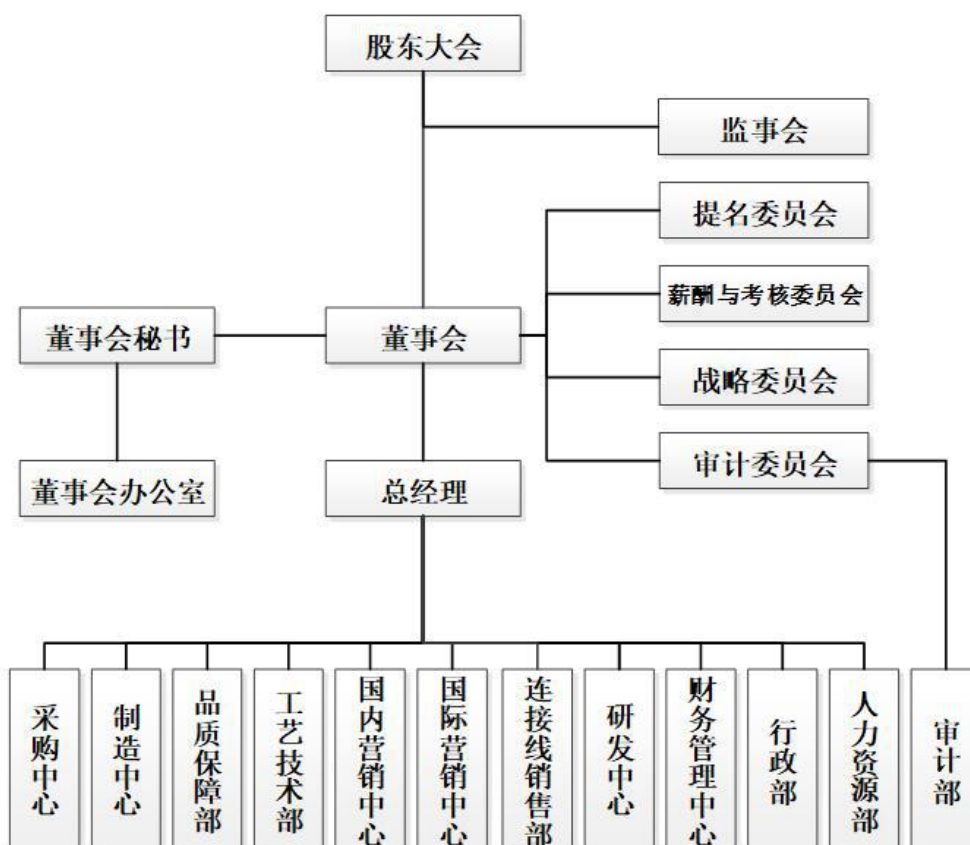 股东大会
监事会
提名委员会
薪酬与考核委员会
董事会秘书
董事会
战略委员会
董事会办公室
总经理
审计委员会
采购中心
制造中心
品质保障部
工艺技术部
国内营销中心
国际营销中心
连接线销售部
研发中心
财务管理中心
行政部
人力资源部
审计部